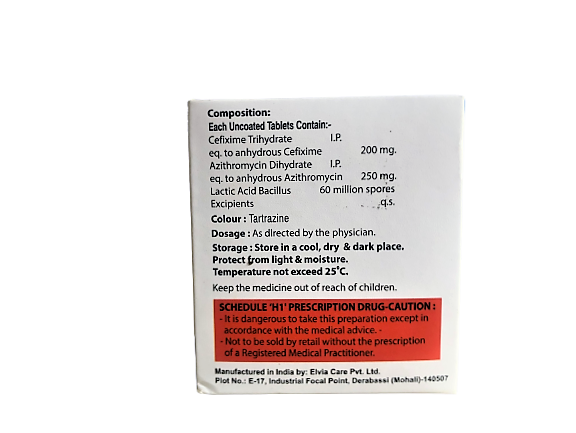 Composition:
Each Uncoated Tablets Contain:-
Cefixime Trihydrate I.P.
eq. to anhydrous Cefixime 200 mg.
Azithromycin Dihydrate I.P.
eq. to anhydrous Azithromycin 250 mg.
Lactic Acid Bacillus 60 million spores
Excipients q.s.
Colour : Tartrazine
Dosage : As directed by the physician.
Storage : Store in a cool, dry & dark place.
Protect from light & moisture.
Temperature not exceed 25°C.
Keep the medicine out of reach of children.
SCHEDULE 'H1' PRESCRIPTION DRUG-CAUTION :
- It is dangerous to take this preparation except in
accordance with the medical advice. -
- Not to be sold by retail without the prescription
of a Registered Medical Practitioner.
Manufactured in India by: Elvia Care Pvt. Ltd.
Plot No.: E-17, Industrial Focal Point, Derabassi (Mohali)-140507